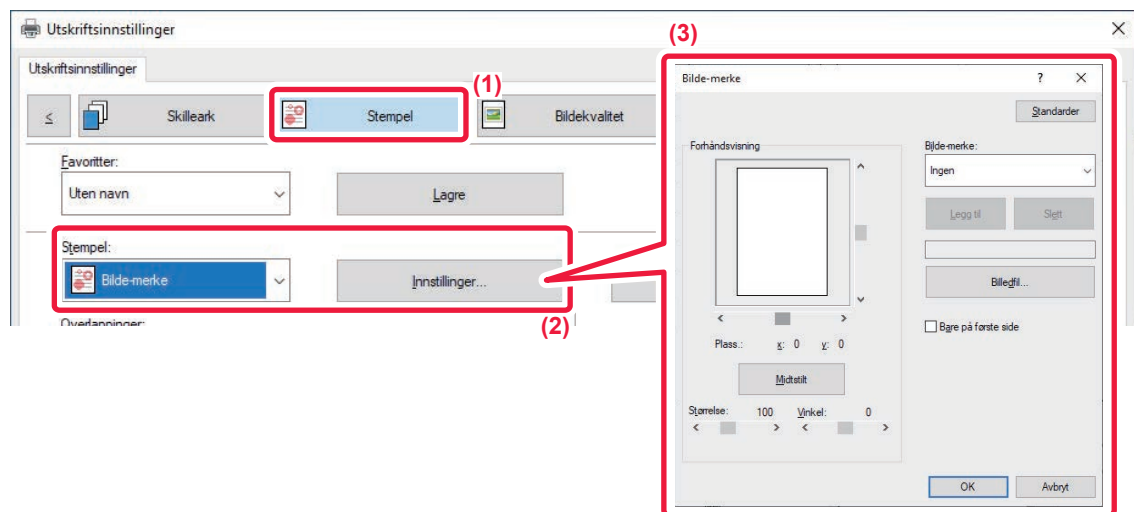 Utskriftsinnstillinger
Utskriftsinnstillinger
(1)
≤ Skilleark Stempel Bildekvalitet
Favoritter:
Uten navn Lagre
Stempel:
Bilde-merke Innstillinger...
(2)
Overlappinger:
(3)
Bilde-merke ?
Standarder
Forhåndsvisning
Bilde-merke:
Ingen
Legg til Slett
Billedfil...
Bare på første side
Plass.: x: 0 y: 0
Midtstilt
Størrelse: 100 Vinkel: 0
OK Avbryt